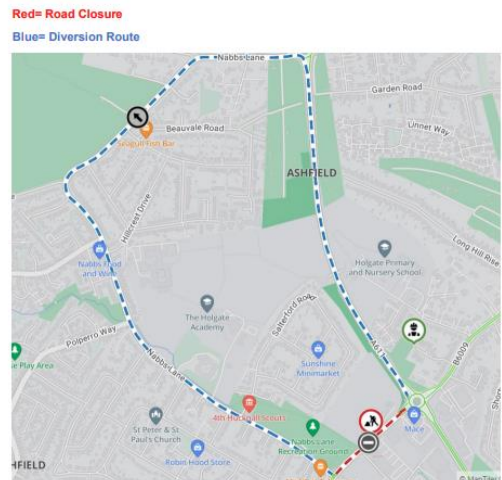 Red= Road Closure
Blue= Diversion Route
Nabbs Lane
Garden Road
Linnet Way
Beauvale Road
Seagull Fish Bar
ASHFIELD
Hillcrest Drive
Long Hill Rise
Holgate Primary
and Nursery School
Nabbs Food
and Wine
The Holgate
Academy
Salterford Road
Polperro Way
Nabbs Lane
A611
B6009
Sunshine
Minimarket
e Play Area
4th Hucknall Scouts
Mace
St Peter & St
Paul's Church
Nabbs Lane
Recreation Ground
Robin Hood Store
HFIELD
© MapTiler